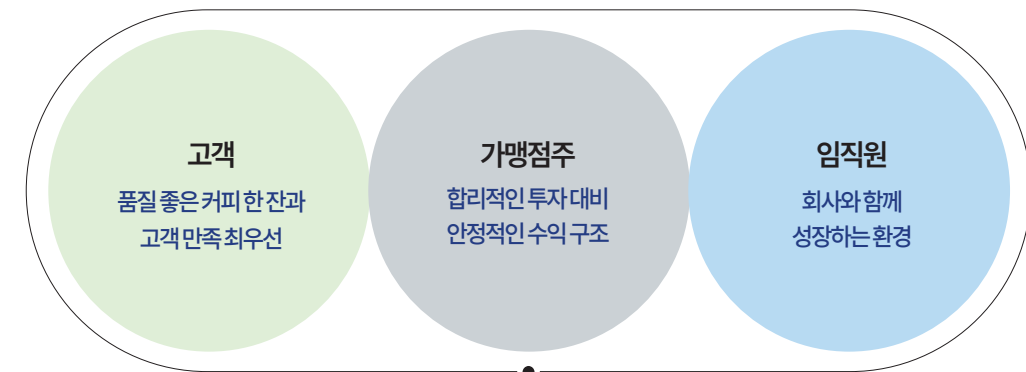 고객
품질 좋은 커피 한 잔과
고객 만족 최우선
가맹점주
합리적인 투자 대비
안정적인 수익 구조
임직원
회사와 함께
성장하는 환경